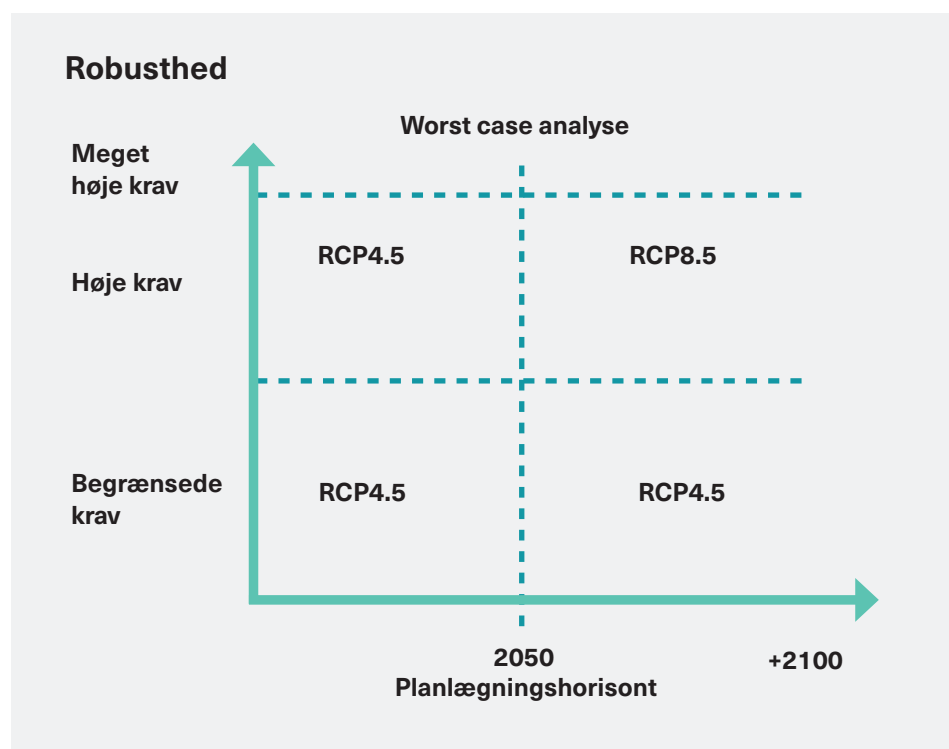 Robusthed
Worst case analyse
Meget
høje krav
RCP4.5
RCP8.5
Høje krav
Begrænsede
krav
RCP4.5
RCP4.5
2050
+2100
Planlægningshorisont